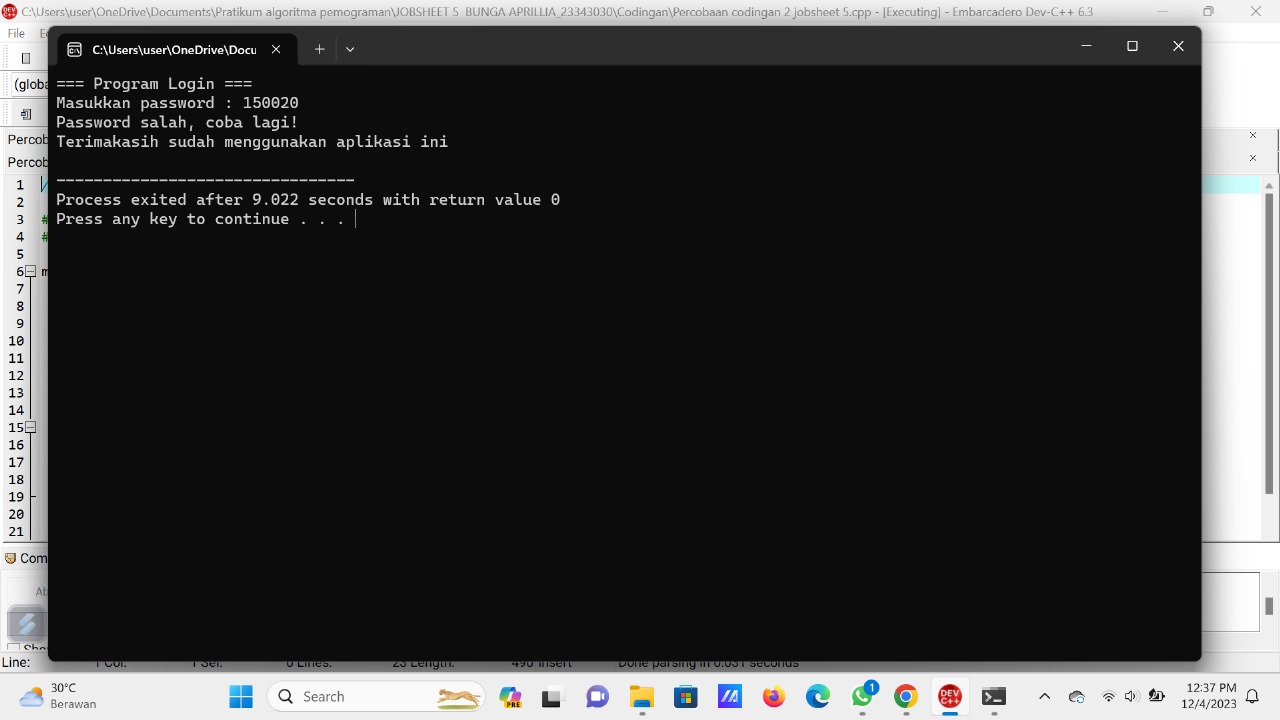 C:\Users\user\OneDrive\Documents\Pratikum algoritma pemograman\JOBSHEET 5_BUNGA APRILLIA_23343030\Codingan\Percobaan codingan 2 jobsheet 5.cpp - [Executing] - Embarcadero Dev-C++ 6.3
File
C:\Users\user\OneDrive\Docu
(globa
=== Program Login ===
Masukkan password : 150020
Password salah, coba lagi!
Terimakasih sudah menggunakan aplikasi ini
--------------------------------
Process exited after 9.022 seconds with return value 0
Press any key to continue . . .
Percob
Percob
1
2
3 #
4 #
5
6 m
7
8
9
10
11
12
13
14
15
16
17
18
19
20
21
Com
Ab
Line: 1 Col: 1 Sel: 0 Lines: 23 Length: 490 Insert Done parsing in 0.031 seconds
30°C
Berawan
Search
PRE
1
DEV C++
12:37 PM
12/4/2023